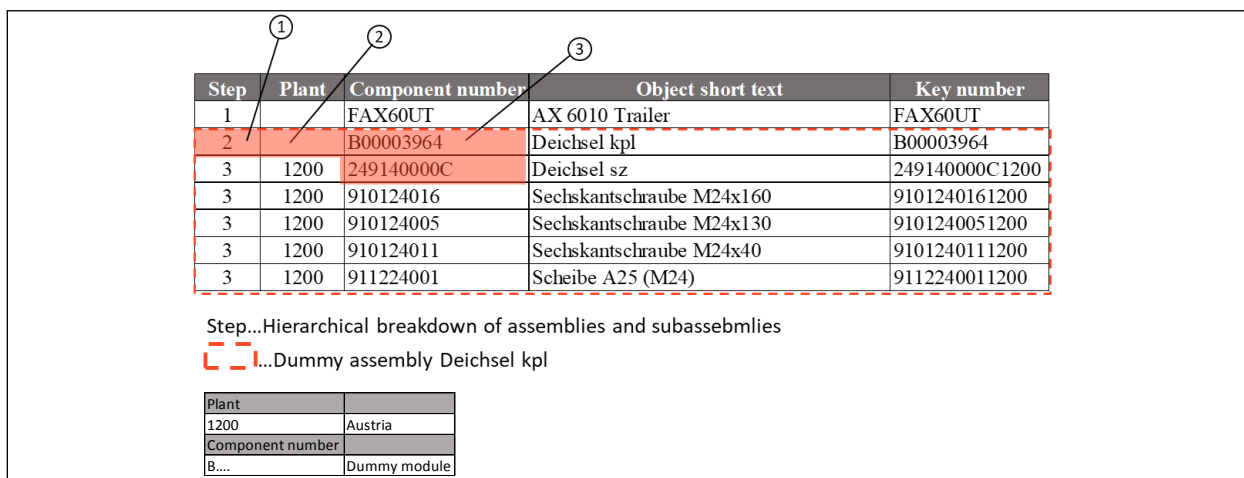 1
2
3
Step Plant Component number Object short text Key number
1 FAX60UT AX 6010 Trailer FAX60UT
2 B00003964 Deichsel kpl B00003964
3 1200 249140000C Deichsel sz 249140000C1200
3 1200 910124016 Sechskantschraube M24x160 9101240161200
3 1200 910124005 Sechskantschraube M24x130 9101240051200
3 1200 910124011 Sechskantschraube M24x40 9101240111200
3 1200 911224001 Scheibe A25 (M24) 9112240011200
Step...Hierarchical breakdown of assemblies and subassebmlies
...Dummy assembly Deichsel kpl
Plant
1200 Austria
Component number
B.... Dummy module